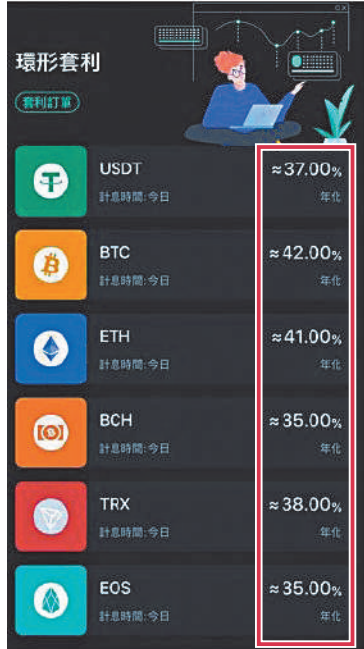 環形套利
套利訂單
USDT
≈37.00%
計息時間:今日
年化
BTC
≈42.00%
計息時間:今日
年化
ETH
≈41.00%
計息時間:今日
年化
BCH
≈35.00%
計息時間:今日
年化
TRX
≈38.00%
計息時間:今日
年化
EOS
≈35.00%
計息時間:今日
年化